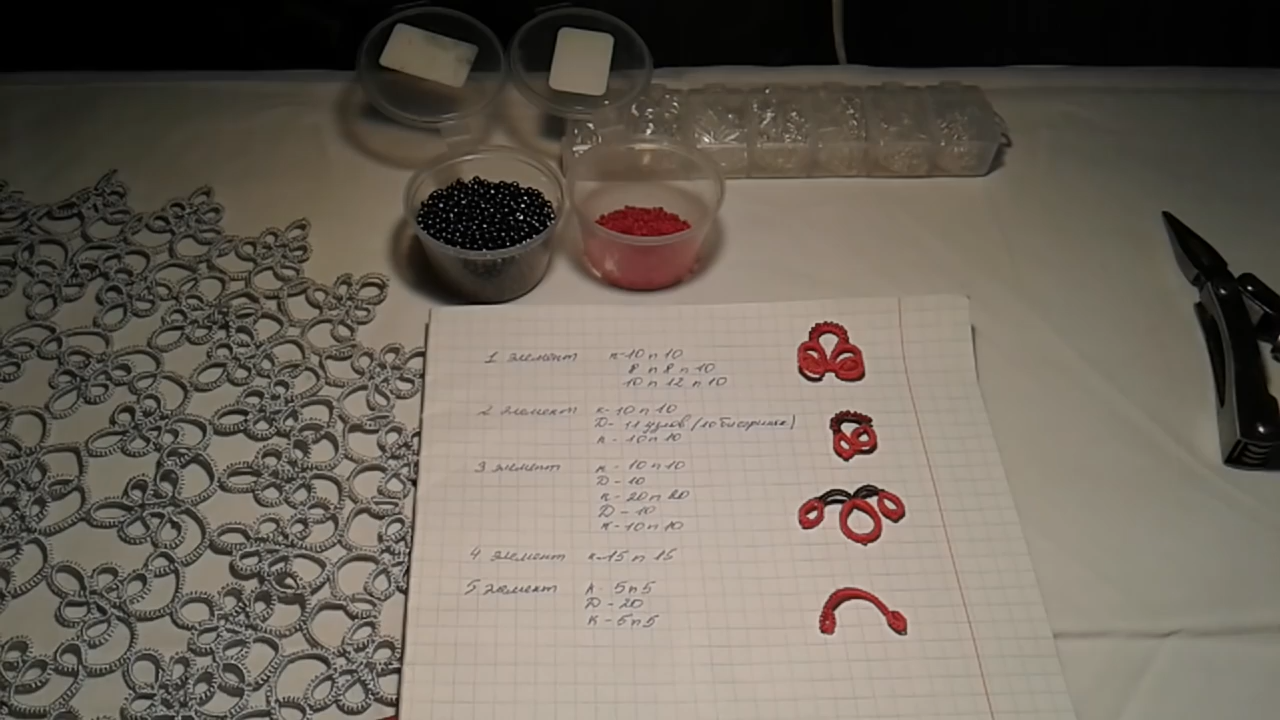 1 элемент к-10 п 10
8 п 8 п 10
10 п 12 п 10
2 элемент к-10 п 10
Д-11 узлов (10 бисеринок)
к-10 п 10
3 элемент к-10 п 10
Д-10
к-20 п 20
Д-10
к-10 п 10
4 элемент к-15 п 15
5 элемент к-5 п 5
Д-20
к-5 п 5